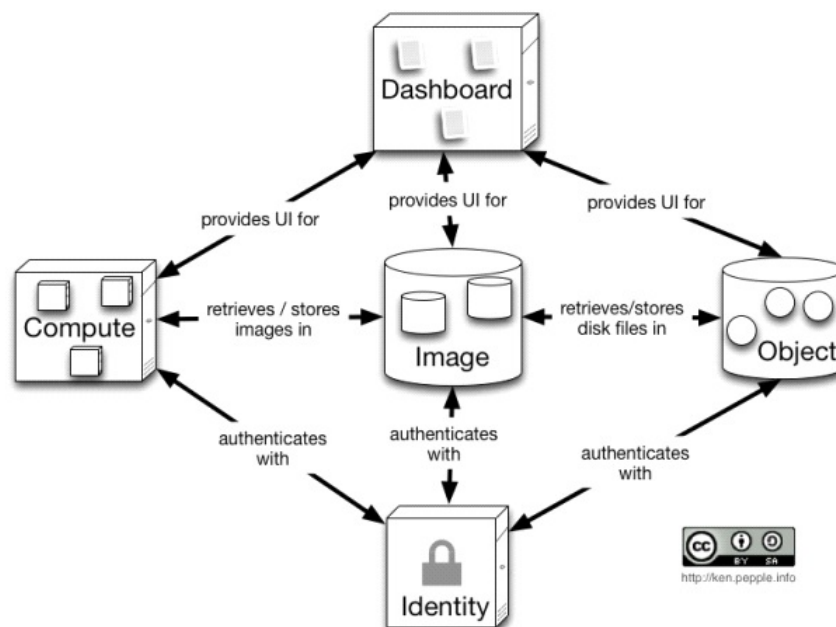 Dashboard
provides UI for
provides UI for
provides UI for
Compute
retrieves / stores
images in
Image
retrieves/stores
disk files in
Object
authenticates
with
authenticates
with
authenticates
with
Identity
cc
BY SA
http://ken.pepple.info